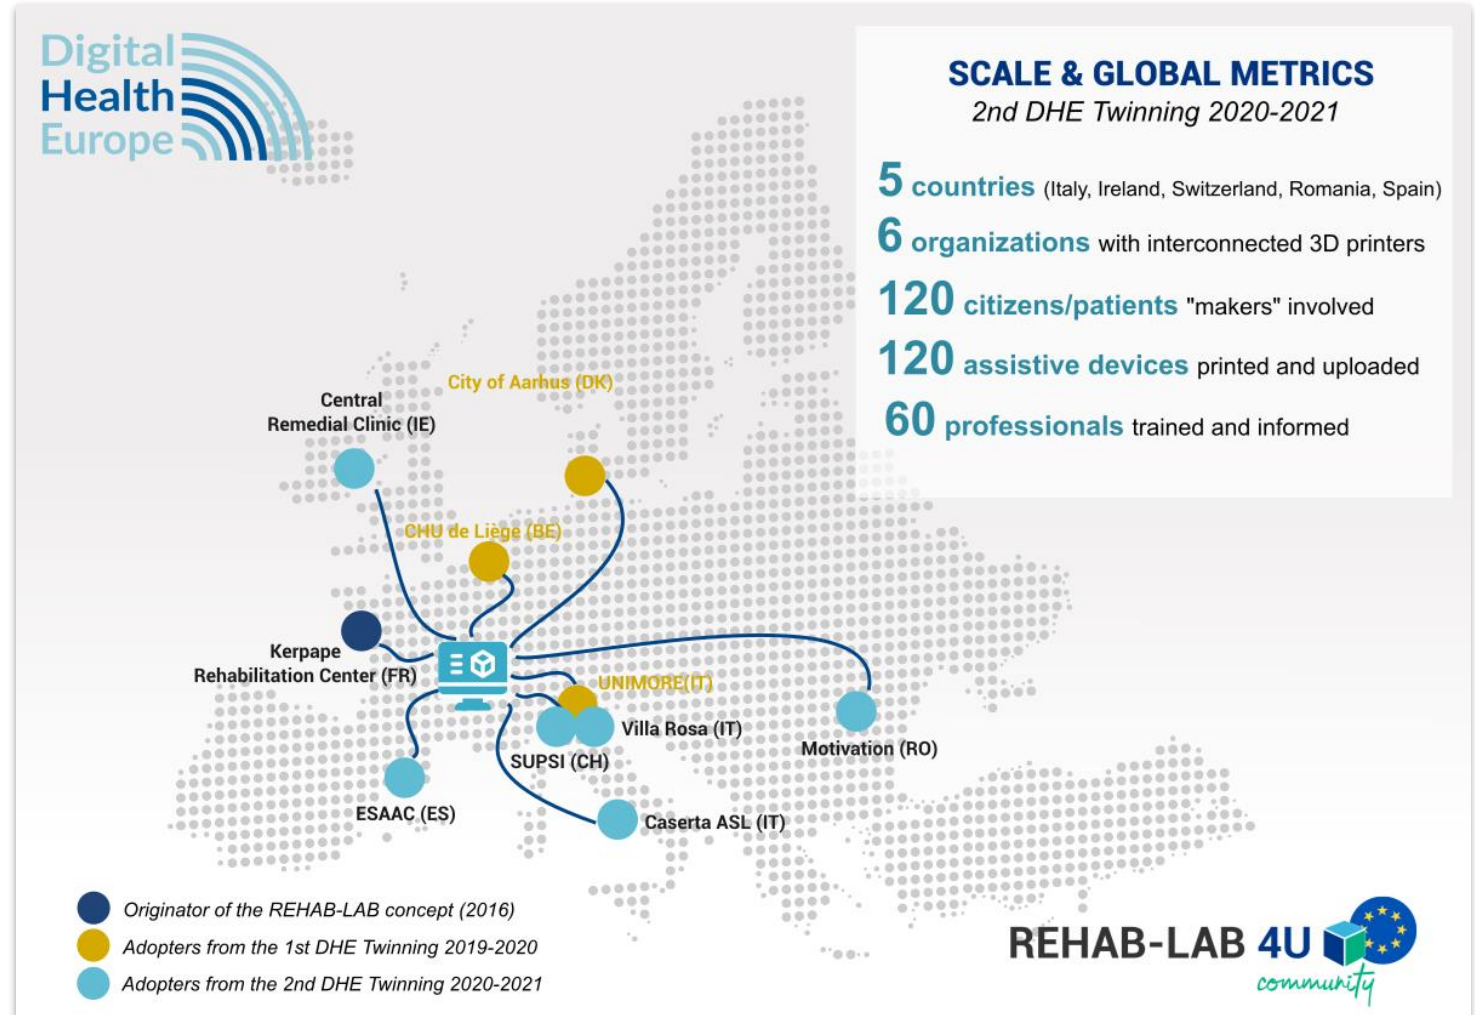 Digital
Health
Europe
SCALE & GLOBAL METRICS
2nd DHE Twinning 2020-2021
5 countries (Italy, Ireland, Switzerland, Romania, Spain)
6 organizations with interconnected 3D printers
120 citizens/patients "makers" involved
120 assistive devices printed and uploaded
60 professionals trained and informed
City of Aarhus (DK)
Central
Remedial Clinic (IE)
CHU de Liège (BE)
Kerpape
Rehabilitation Center (FR)
UNIMORE(IT)
Villa Rosa (IT)
SUPSI (CH)
Motivation (RO)
ESAAC (ES)
Caserta ASL (IT)
Originator of the REHAB-LAB concept (2016)
Adopters from the 1st DHE Twinning 2019-2020
Adopters from the 2nd DHE Twinning 2020-2021
REHAB-LAB 4U
community